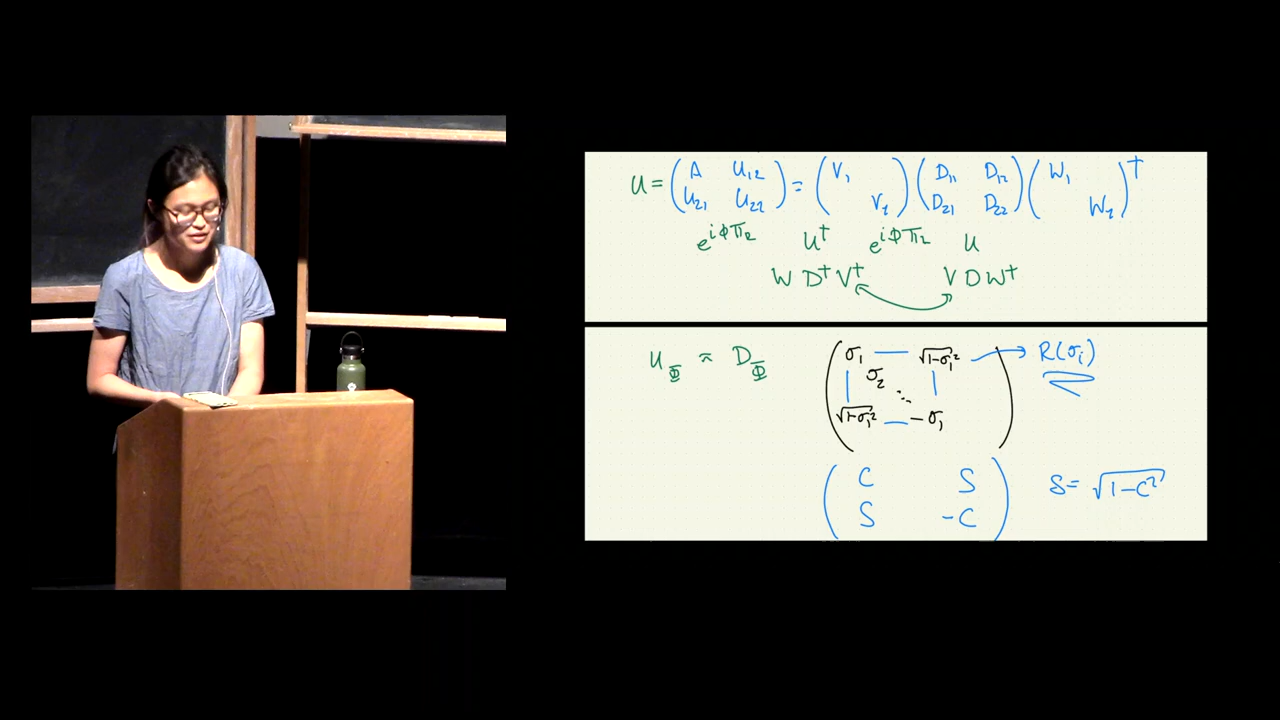 U = ( A U₁₂ ) = ( V₁ ) ( D₁₁ D₁₂ ) ( W₁ )†
( U₂₁ U₂₂ ) ( V₂ ) ( D₂₁ D₂₂ ) ( W₂ )
e^{iΦΠ₂} U† e^{iΦΠ₂} U
W D† V† V D W†
U_Φ ≈ D_Φ
( σ₁ — √1-σ₁² ) → R(σᵢ)
σ₂ ⋱
√1-σ₁² — -σ₁
( C S ) S = √1-C²
( S -C )